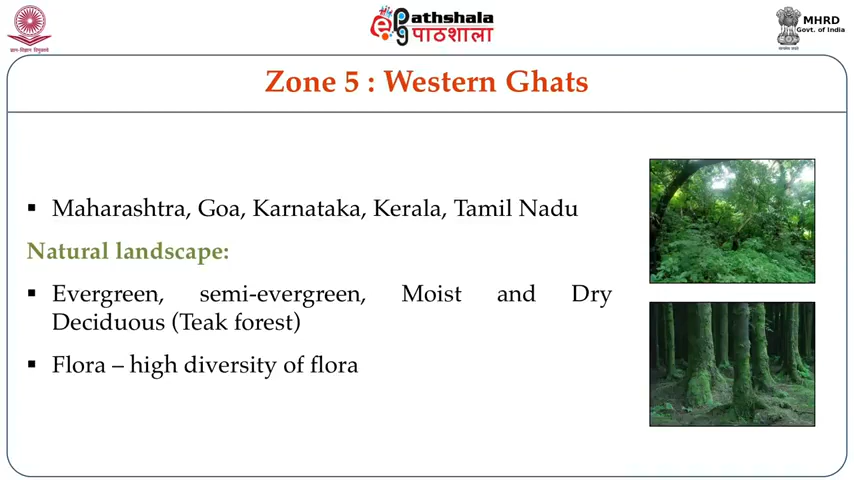 ePathshala
पाठशाला
MHRD
Govt. of India
Zone 5 : Western Ghats
▪ Maharashtra, Goa, Karnataka, Kerala, Tamil Nadu
Natural landscape:
▪ Evergreen, semi-evergreen, Moist and Dry
Deciduous (Teak forest)
▪ Flora – high diversity of flora